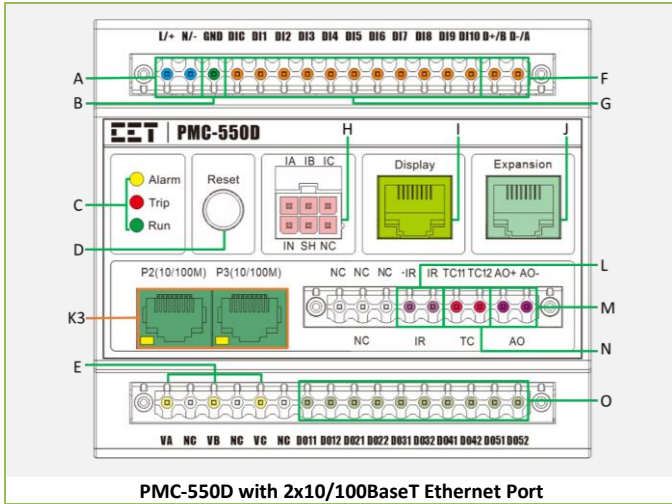 L/+ N/- GND DIC DI1 DI2 DI3 DI4 DI5 DI6 DI7 DI8 DI9 DI10 D+/B D-/A
A
F
B
G
CET PMC-550D
H
I
J
IA IB IC
Display
Expansion
Alarm
Reset
C
Trip
Run
D
IN SH NC
L
P2(10/100M) P3(10/100M)
NC NC NC -IR IR TC11 TC12 AO+ AO-
K3
M
NC IR TC AO
N
E
O
VA NC VB NC VC NC DO11 DO12 DO21 DO22 DO31 DO32 DO41 DO42 DO51 DO52
PMC-550D with 2x10/100BaseT Ethernet Port